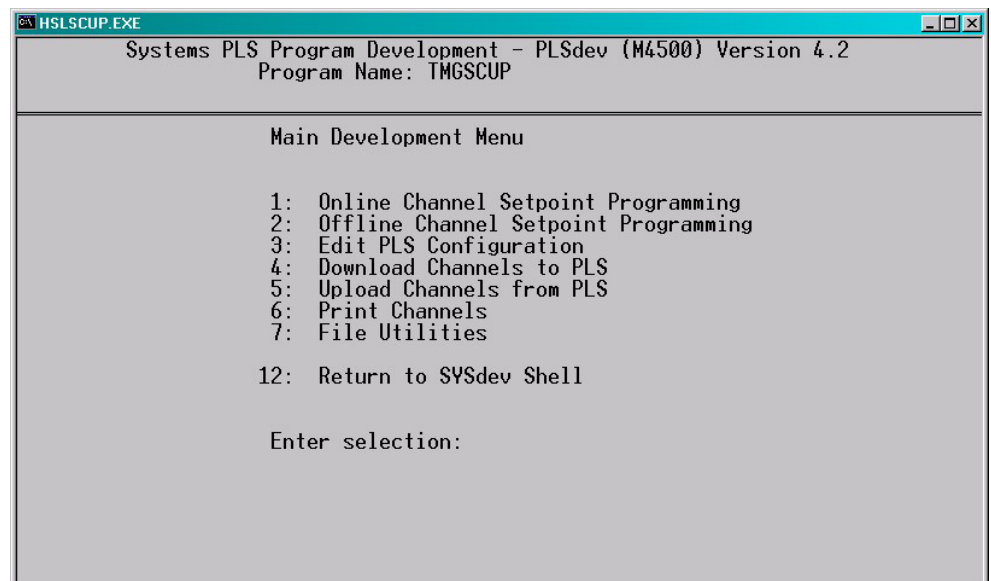 HSLSCUP.EXE
Systems PLS Program Development - PLSdev (M4500) Version 4.2
Program Name: TMGSCUP
Main Development Menu
1: Online Channel Setpoint Programming
2: Offline Channel Setpoint Programming
3: Edit PLS Configuration
4: Download Channels to PLS
5: Upload Channels from PLS
6: Print Channels
7: File Utilities
12: Return to SYSdev Shell
Enter selection: